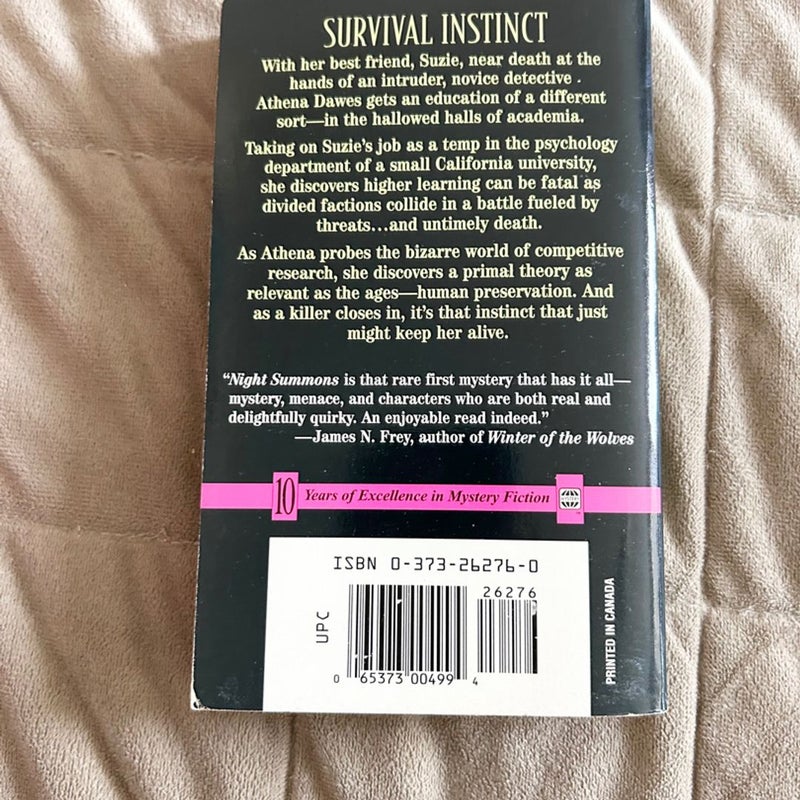 SURVIVAL INSTINCT
With her best friend, Suzie, near death at the
hands of an intruder, novice detective
Athena Dawes gets an education of a different
sort—in the hallowed halls of academia.
Taking on Suzie's job as a temp in the psychology
department of a small California university,
she discovers higher learning can be fatal as
divided factions collide in a battle fueled by
threats...and untimely death.
As Athena probes the bizarre world of competitive
research, she discovers a primal theory as
relevant as the ages—human preservation. And
as a killer closes in, it's that instinct that just
might keep her alive.
"Night Summons is that rare first mystery that has it all—
mystery, menace, and characters who are both real and
delightfully quirky. An enjoyable read indeed."
—James N. Frey, author of Winter of the Wolves
10 Years of Excellence in Mystery Fiction
ISBN 0-373-26276-0
26276
UPC
0 65373 00499 4
PRINTED IN CANADA